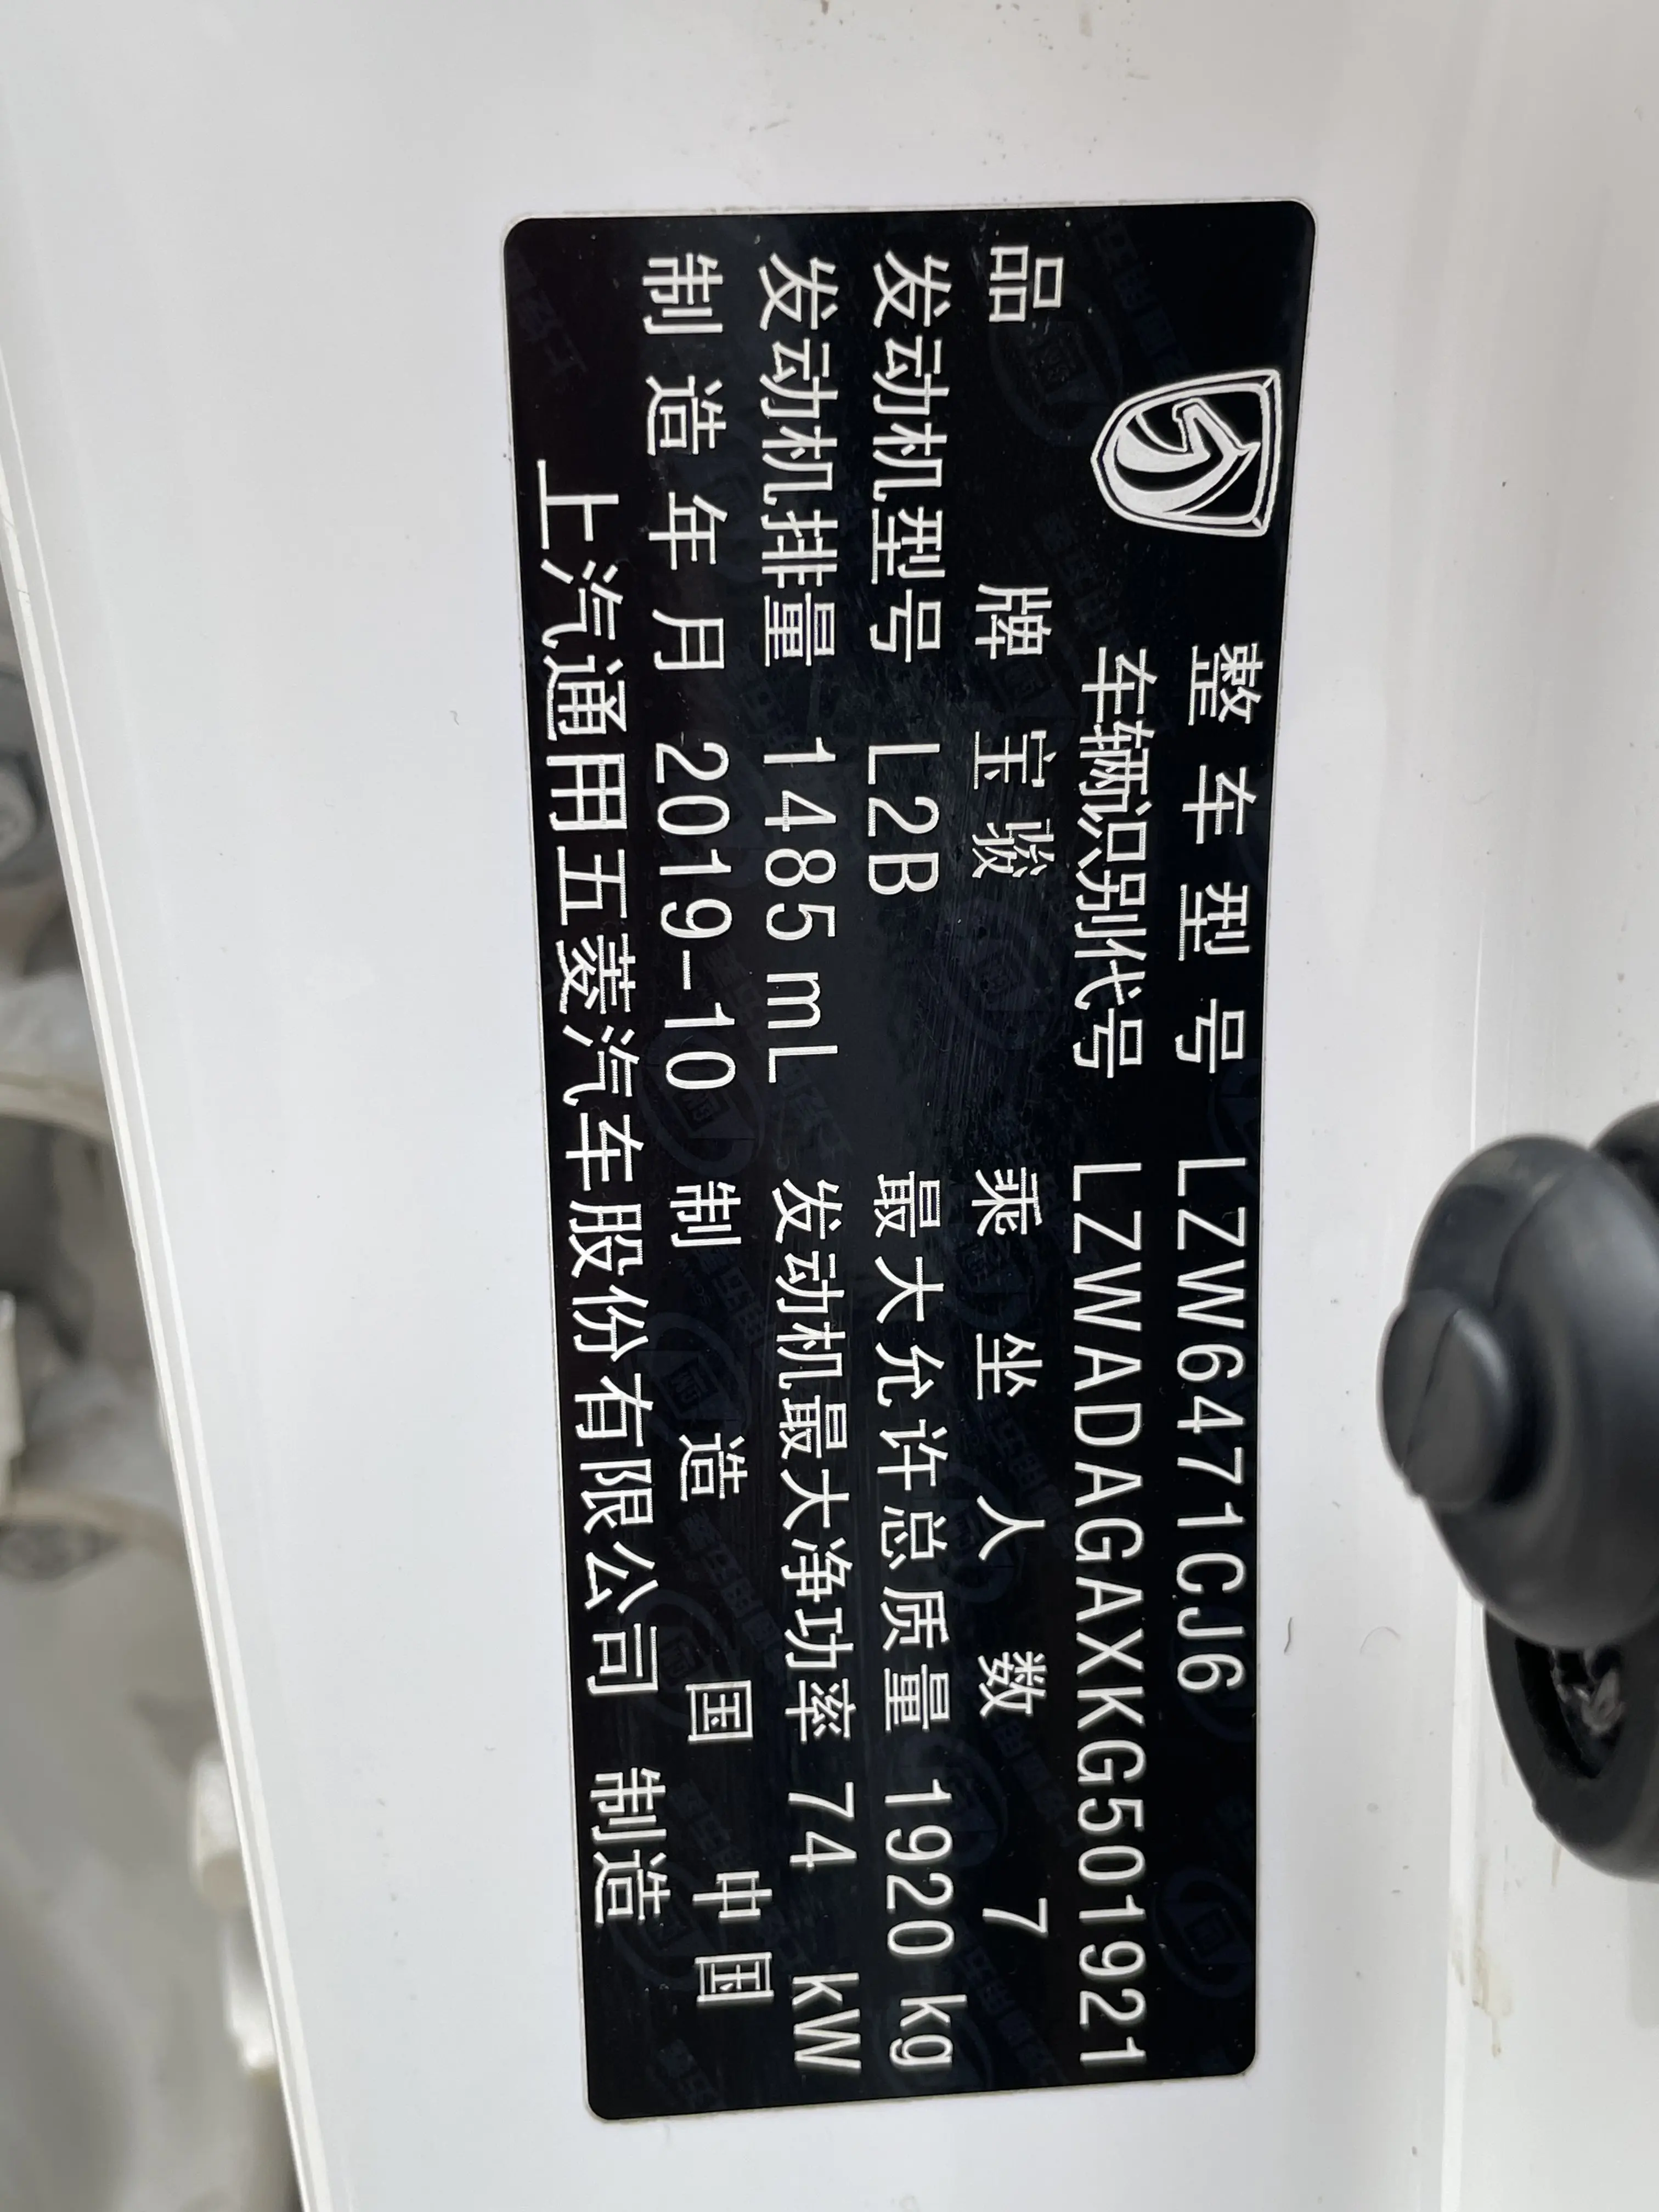 整车型号 LZW6471CJ6
车辆识别代号 LZWADAGAXKG501921
品牌 宝骏 乘坐人数 7
发动机型号 L2B 最大允许总质量 1920 kg
发动机排量 1485 mL 发动机最大净功率 74 kW
制造年月 2019-10 制造国 中国
上汽通用五菱汽车股份有限公司 制造